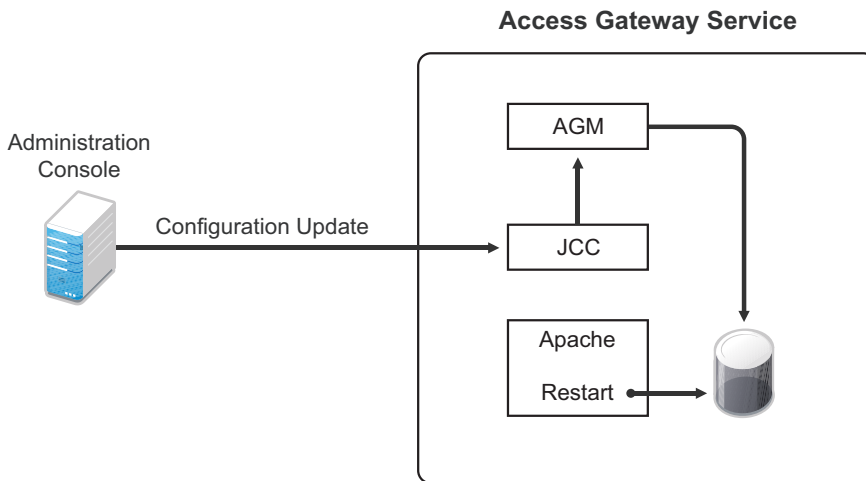 Access Gateway Service
AGM
Administration
Console
Configuration Update
JCC
Apache
Restart